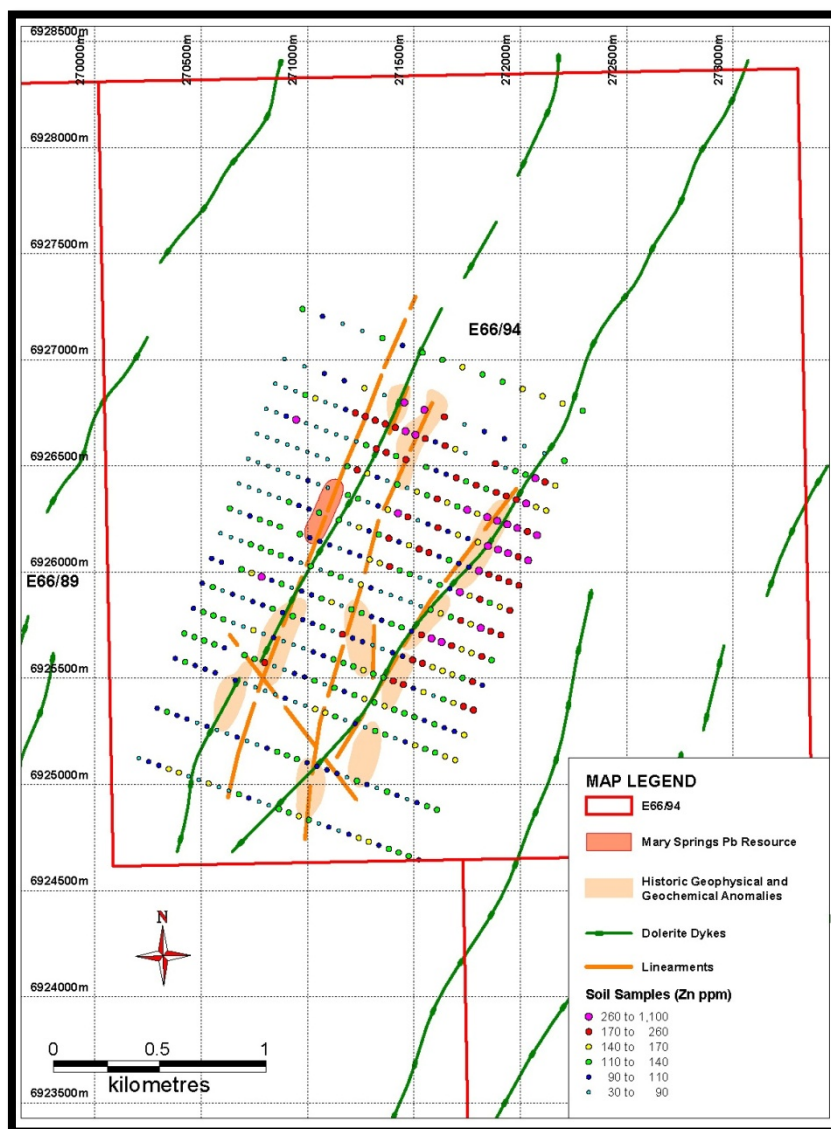 6928500m
270000m
270500m
271000m
271500m
272000m
272500m
273000m
6928000m
6927500m
E66/94
6927000m
6926500m
6926000m
E66/89
6925500m
6925000m
6924500m
6924000m
6923500m
N
0 0.5 1
kilometres
MAP LEGEND
E66/94
Mary Springs Pb Resource
Historic Geophysical and
Geochemical Anomalies
Dolerite Dykes
Linearments
Soil Samples (Zn ppm)
260 to 1,100
170 to 260
140 to 170
110 to 140
90 to 110
30 to 90